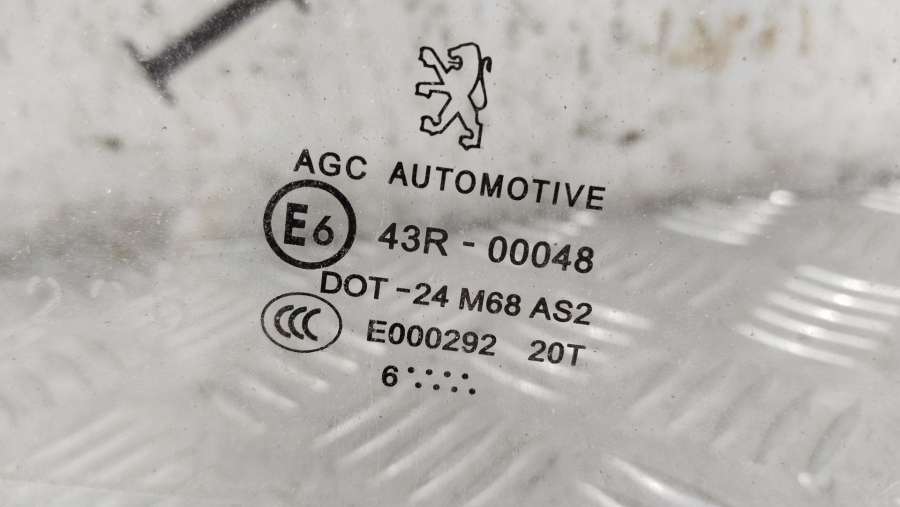 AGC AUTOMOTIVE
E6 43R - 00048
DOT -24 M68 AS2
CCC E000292 20T
6